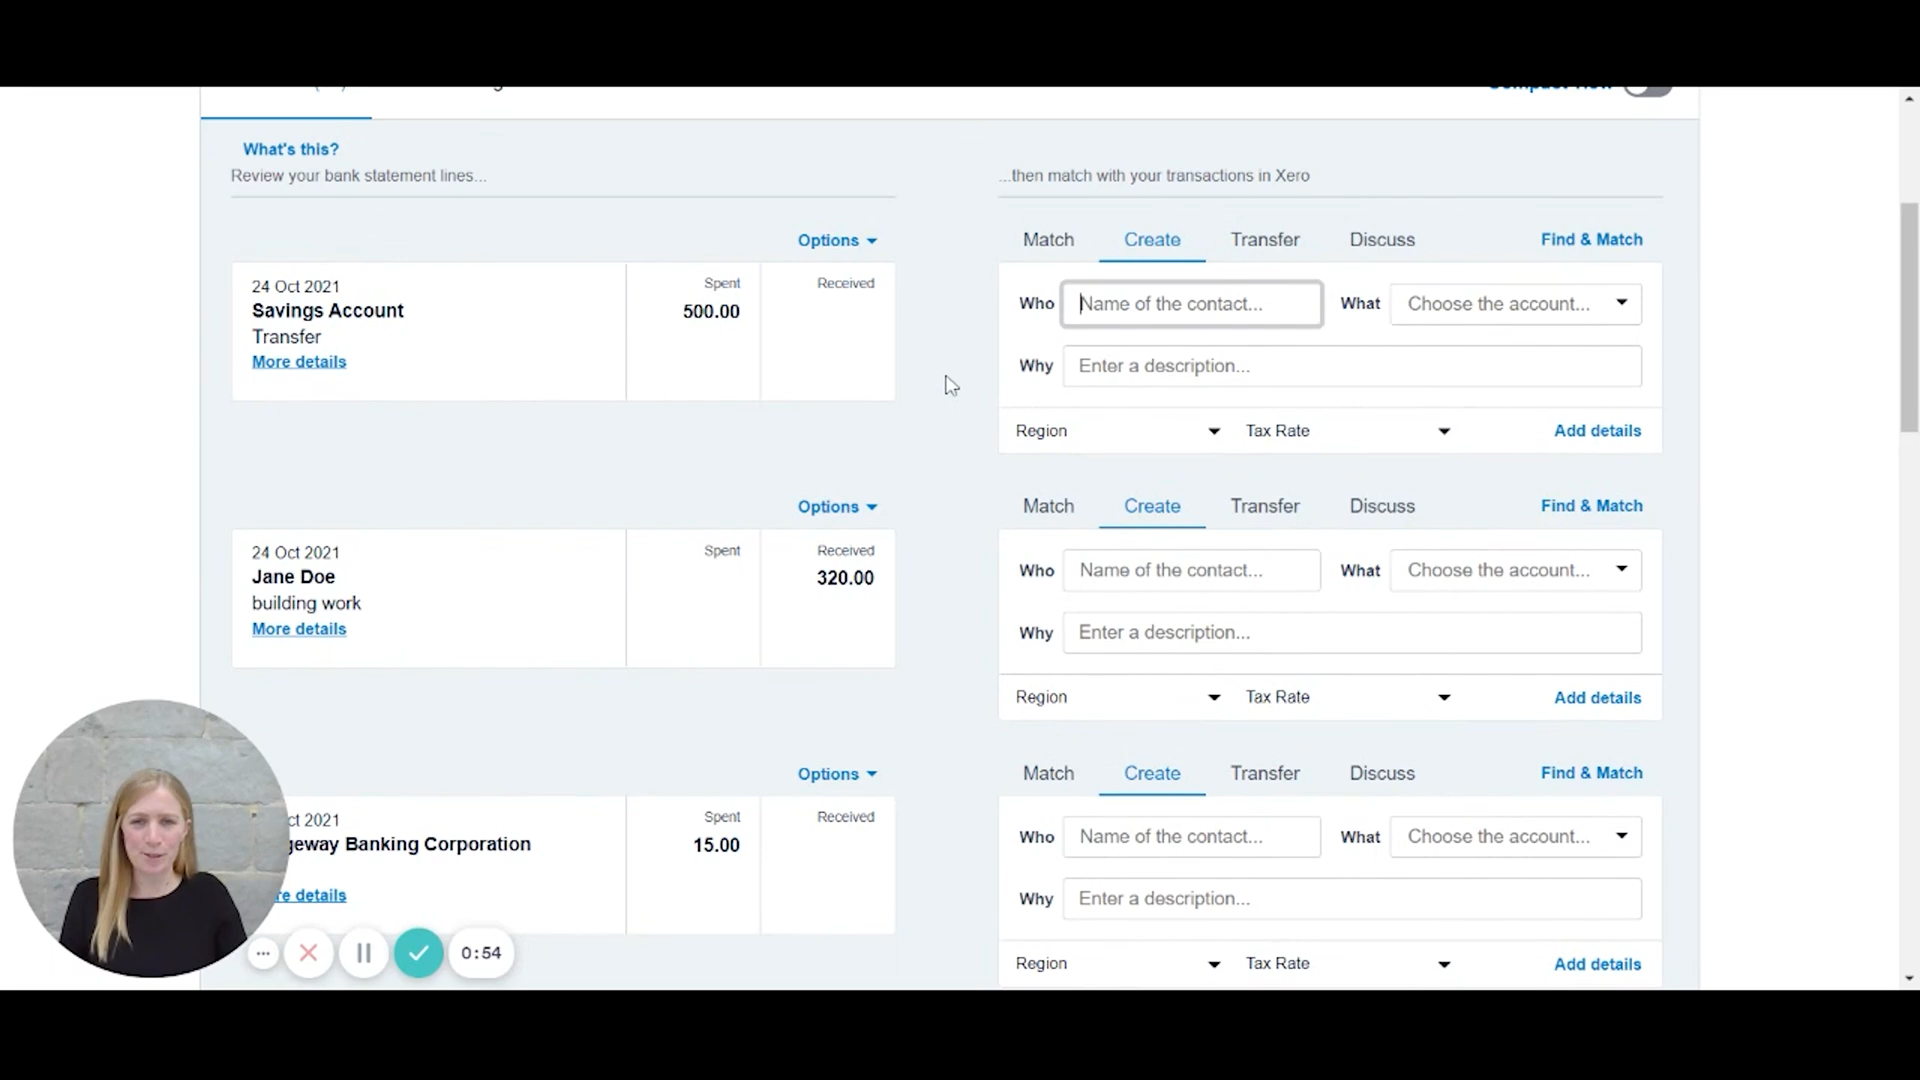 What's this?
Review your bank statement lines...
...then match with your transactions in Xero
Options
Match Create Transfer Discuss Find & Match
24 Oct 2021
Savings Account
Transfer
More details
Spent
500.00
Received
Who Name of the contact... What Choose the account...
Why Enter a description...
Region Tax Rate Add details
Options
Match Create Transfer Discuss Find & Match
24 Oct 2021
Jane Doe
building work
More details
Spent
Received
320.00
Who Name of the contact... What Choose the account...
Why Enter a description...
Region Tax Rate Add details
Options
Match Create Transfer Discuss Find & Match
ct 2021
geway Banking Corporation
re details
Spent
15.00
Received
Who Name of the contact... What Choose the account...
Why Enter a description...
Region Tax Rate Add details
0:54